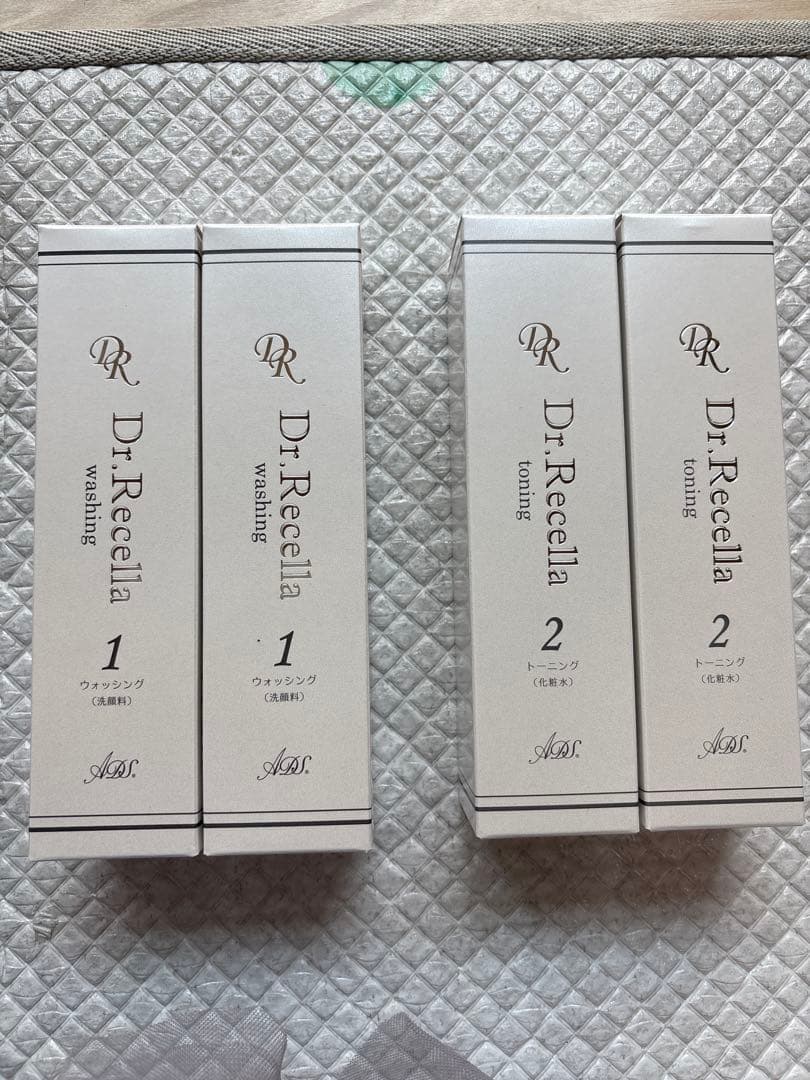 DR
Dr.Recella
washing
1
ウォッシング
(洗顔料)
ADS®
DR
Dr.Recella
washing
1
ウォッシング
(洗顔料)
ADS®
DR
Dr.Recella
toning
2
トーニング
(化粧水)
ADS®
DR
Dr.Recella
toning
2
トーニング
(化粧水)
ADS®